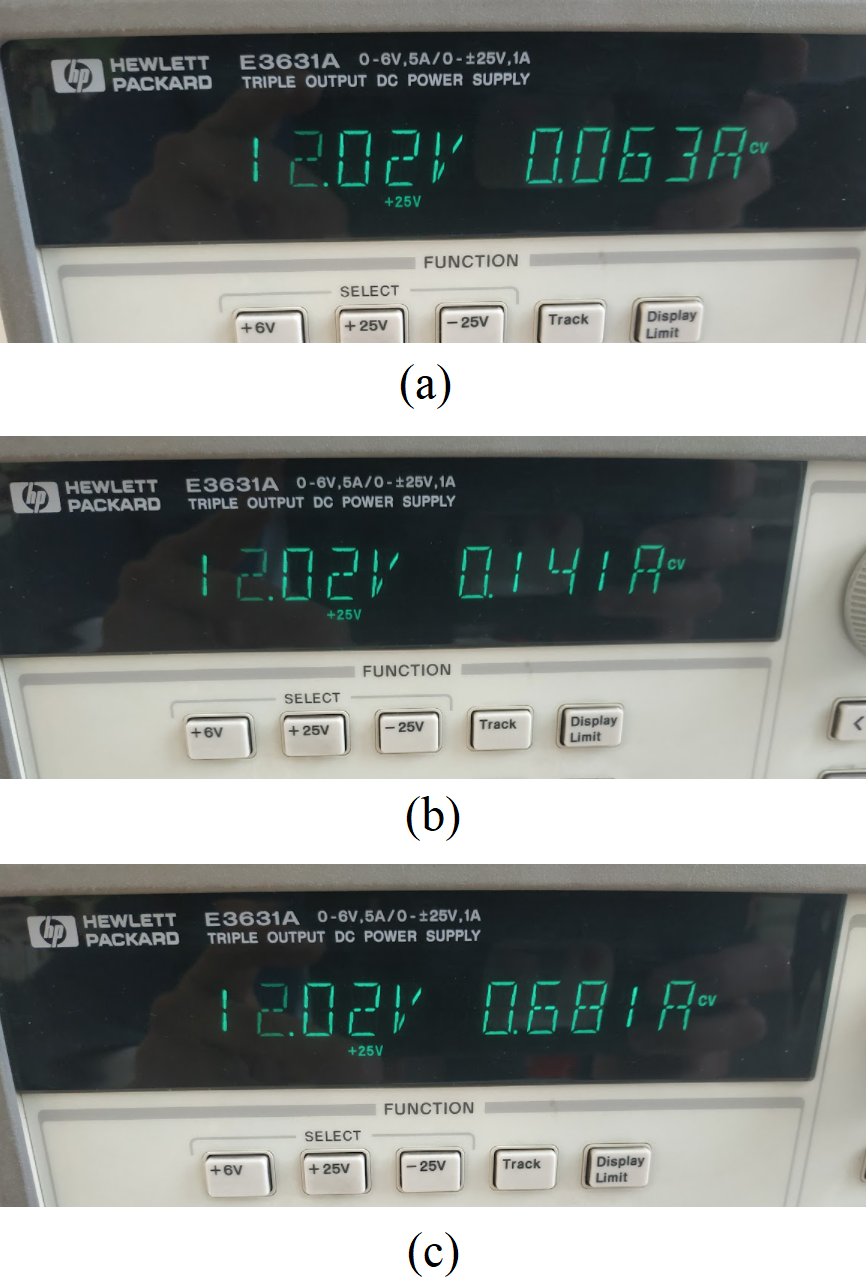 hp HEWLETT PACKARD E3631A 0-6V,5A/0-±25V,1A
TRIPLE OUTPUT DC POWER SUPPLY
12.02V 0.063A CV
+25V
FUNCTION
SELECT
+6V +25V -25V Track Display Limit
(a)
hp HEWLETT PACKARD E3631A 0-6V,5A/0-±25V,1A
TRIPLE OUTPUT DC POWER SUPPLY
12.02V 0.141A CV
+25V
FUNCTION
SELECT
+6V +25V -25V Track Display Limit <
(b)
hp HEWLETT PACKARD E3631A 0-6V,5A/0-±25V,1A
TRIPLE OUTPUT DC POWER SUPPLY
12.02V 0.681A CV
+25V
FUNCTION
SELECT
+6V +25V -25V Track Display Limit
(c)